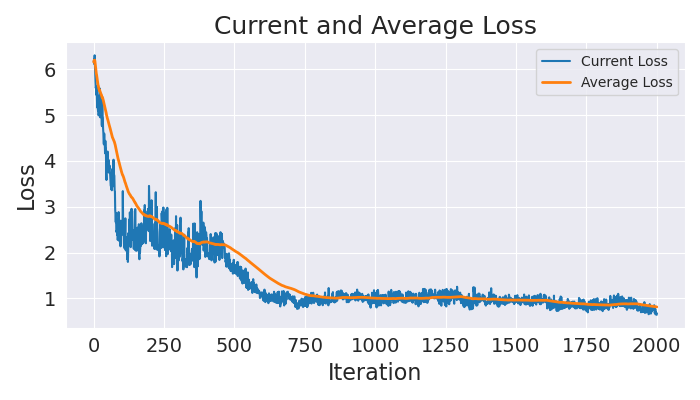 Current and Average Loss
Current Loss
Average Loss
6
5
4
3
2
1
Loss
0 250 500 750 1000 1250 1500 1750 2000
Iteration